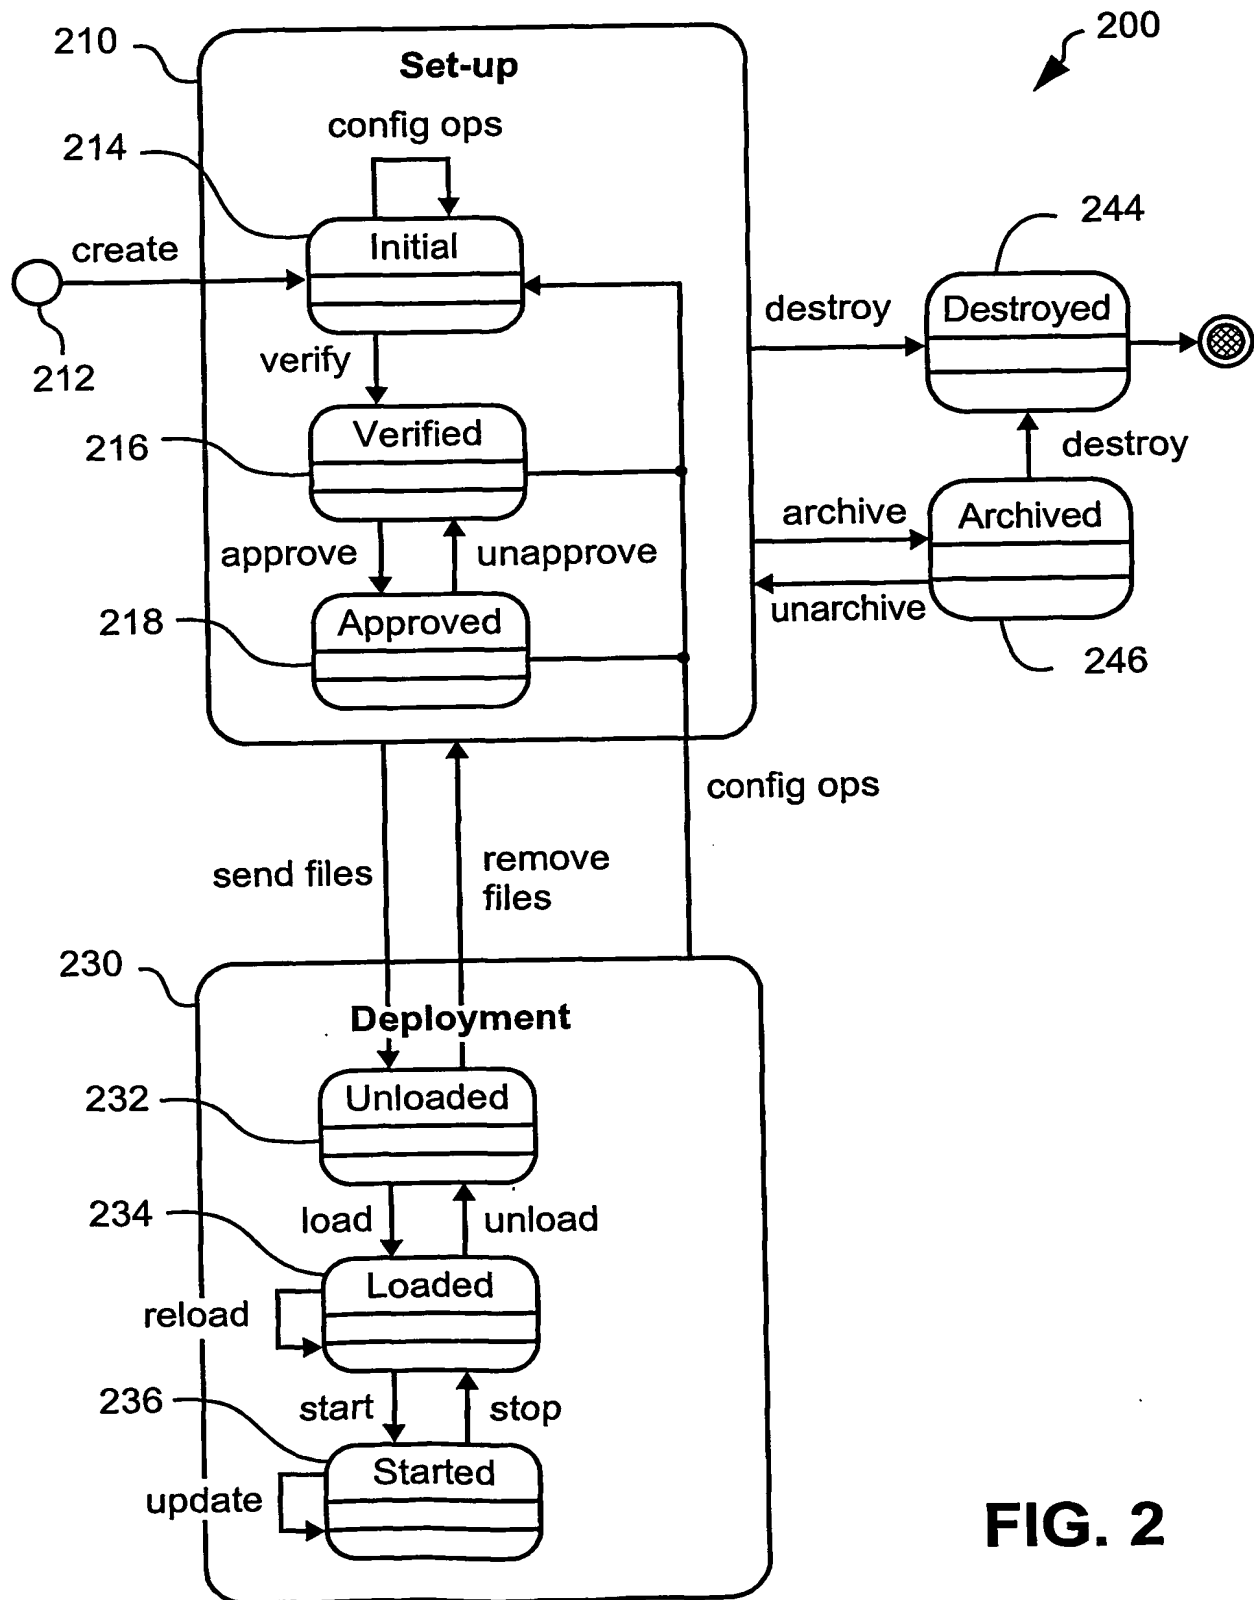 210
200
Set-up
config ops
214
244
create
Initial
destroy
Destroyed
212
verify
216
Verified
destroy
archive
Archived
approve
unapprove
unarchive
218
Approved
246
config ops
send files
remove
files
230
Deployment
232
Unloaded
234
load
unload
Loaded
reload
236
start
stop
Started
update
FIG. 2